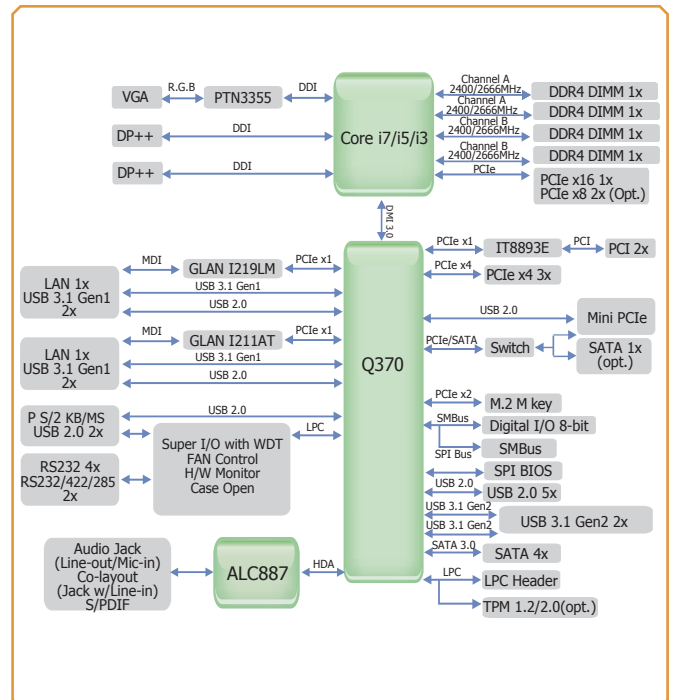 VGA
R.G.B
PTN3355
DDI
DP++
DDI
DP++
DDI
Core i7/i5/i3
Channel A
2400/2666MHz
DDR4 DIMM 1x
Channel A
2400/2666MHz
DDR4 DIMM 1x
Channel B
2400/2666MHz
DDR4 DIMM 1x
Channel B
2400/2666MHz
DDR4 DIMM 1x
PCIe
PCIe x16 1x
PCIe x8 2x (Opt.)
DMI 3.0
LAN 1x
USB 3.1 Gen1
2x
MDI
GLAN I219LM
PCIe x1
USB 3.1 Gen1
USB 2.0
LAN 1x
USB 3.1 Gen1
2x
MDI
GLAN I211AT
PCIe x1
USB 3.1 Gen1
USB 2.0
P S/2 KB/MS
USB 2.0 2x
USB 2.0
LPC
Super I/O with WDT
FAN Control
H/W Monitor
Case Open
RS232 4x
RS232/422/285
2x
Audio Jack
(Line-out/Mic-in)
Co-layout
(Jack w/Line-in)
S/PDIF
ALC887
HDA
Q370
PCIe x1
IT8893E
PCI
PCI 2x
PCIe x4
PCIe x4 3x
USB 2.0
Mini PCIe
PCIe/SATA
Switch
SATA 1x
(opt.)
PCIe x2
M.2 M key
SMBus
Digital I/O 8-bit
SMBus
SPI Bus
SPI BIOS
USB 2.0
USB 2.0 5x
USB 3.1 Gen2
USB 3.1 Gen2
USB 3.1 Gen2 2x
SATA 3.0
SATA 4x
LPC
LPC Header
TPM 1.2/2.0(opt.)